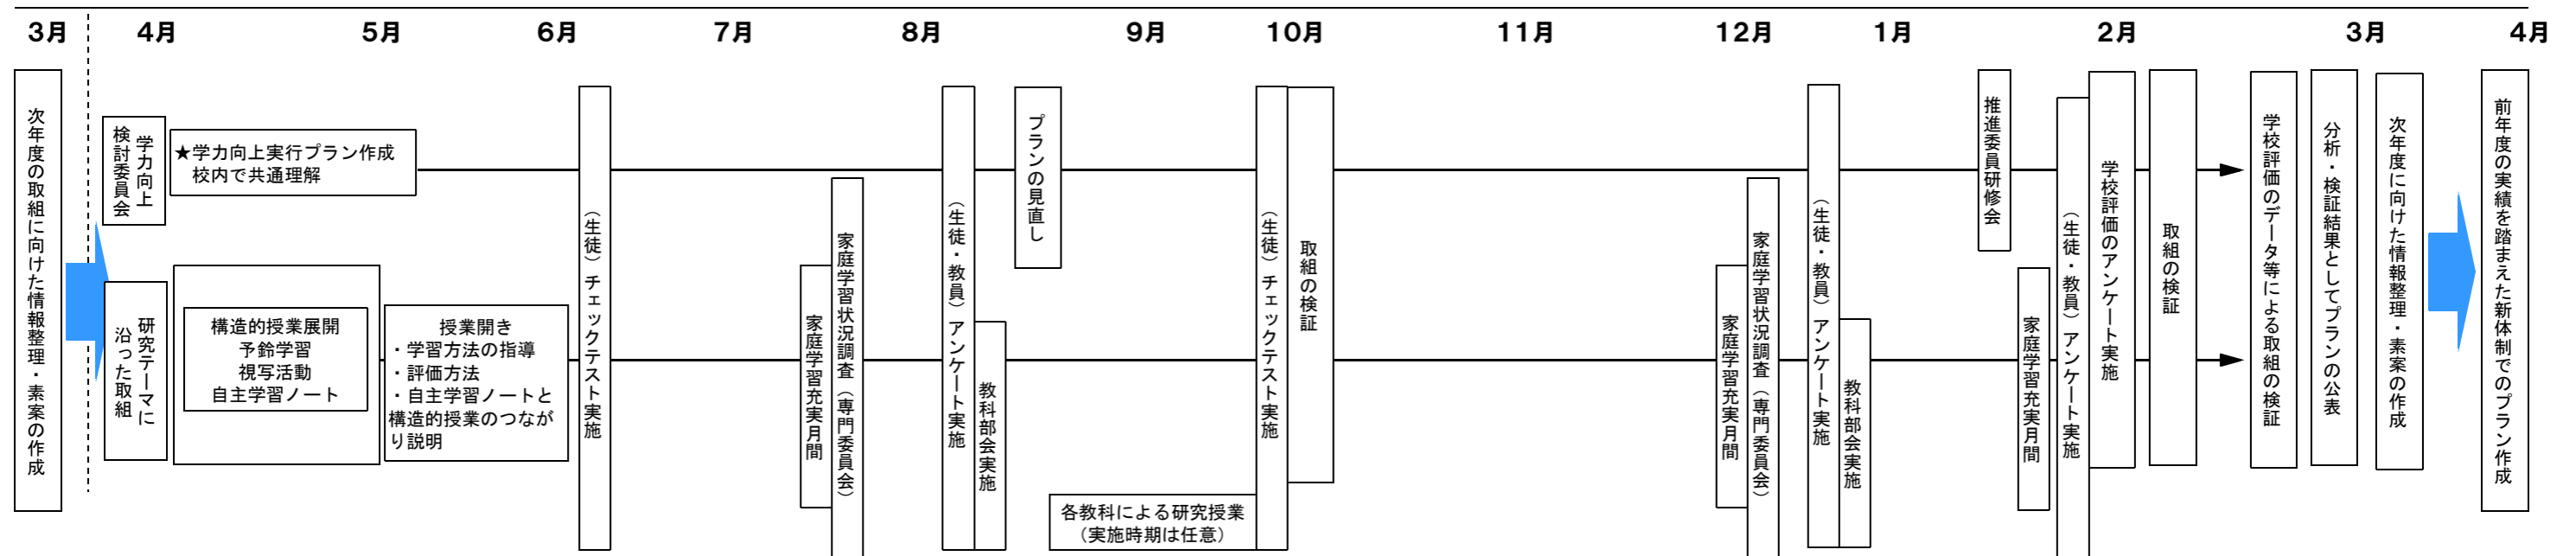 3月
4月
5月
6月
7月
8月
9月
10月
11月
12月
1月
2月
3月
4月
次年度の取組に向けた情報整理・素案の作成
学力向上
検討委員会
★学力向上実行プラン作成
校内で共通理解
研究テーマに
沿った取組
構造的授業展開
予鈴学習
視写活動
自主学習ノート
授業開き
・学習方法の指導
・評価方法
・自主学習ノートと
構造的授業のつなが
り説明
（生徒）チェックテスト実施
家庭学習充実月間
家庭学習状況調査（専門委員会）
（生徒・教員）アンケート実施
教科部会実施
プランの見直し
各教科による研究授業
（実施時期は任意）
（生徒）チェックテスト実施
取組の検証
家庭学習充実月間
家庭学習状況調査（専門委員会）
（生徒・教員）アンケート実施
教科部会実施
推進委員研修会
家庭学習充実月間
（生徒・教員）アンケート実施
学校評価のアンケート実施
取組の検証
学校評価のデータ等による取組の検証
分析・検証結果としてプランの公表
次年度に向けた情報整理・素案の作成
前年度の実績を踏まえた新体制でのプラン作成